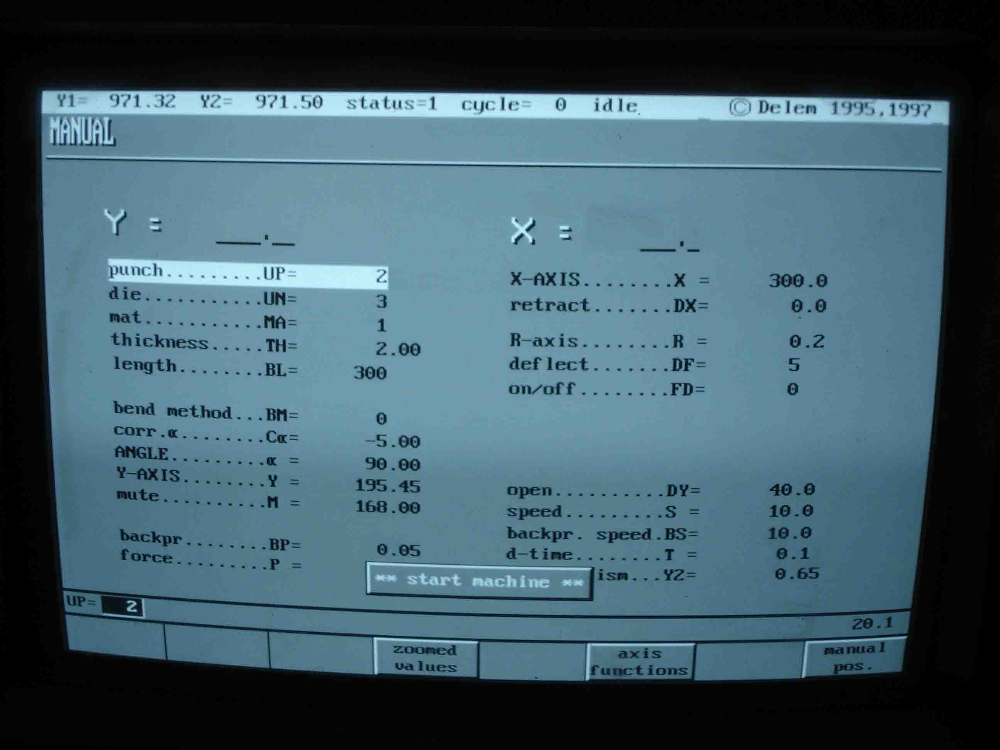 Y1= 971.32 Y2= 971.50 status=1 cycle= 0 idle © Delem 1995,1997
MANUAL
Y = ___.__
X = ___._
punch.........UP= 2
die...........UN= 3
mat...........MA= 1
thickness.....TH= 2.00
length........BL= 300
bend method...BM= 0
corr.α........Cα= -5.00
ANGLE.........α = 90.00
Y-AXIS........Y = 195.45
mute..........M = 168.00
backpr........BP= 0.05
force.........P =
X-AXIS........X = 300.0
retract.......DX= 0.0
R-axis........R = 0.2
deflect.......DF= 5
on/off........FD= 0
open..........DY= 40.0
speed.........S = 10.0
backpr. speed.BS= 10.0
d-time........T = 0.1
ism...Y2= 0.65
** start machine **
UP= 2
20.1
zoomed
values
axis
functions
manual
pos.